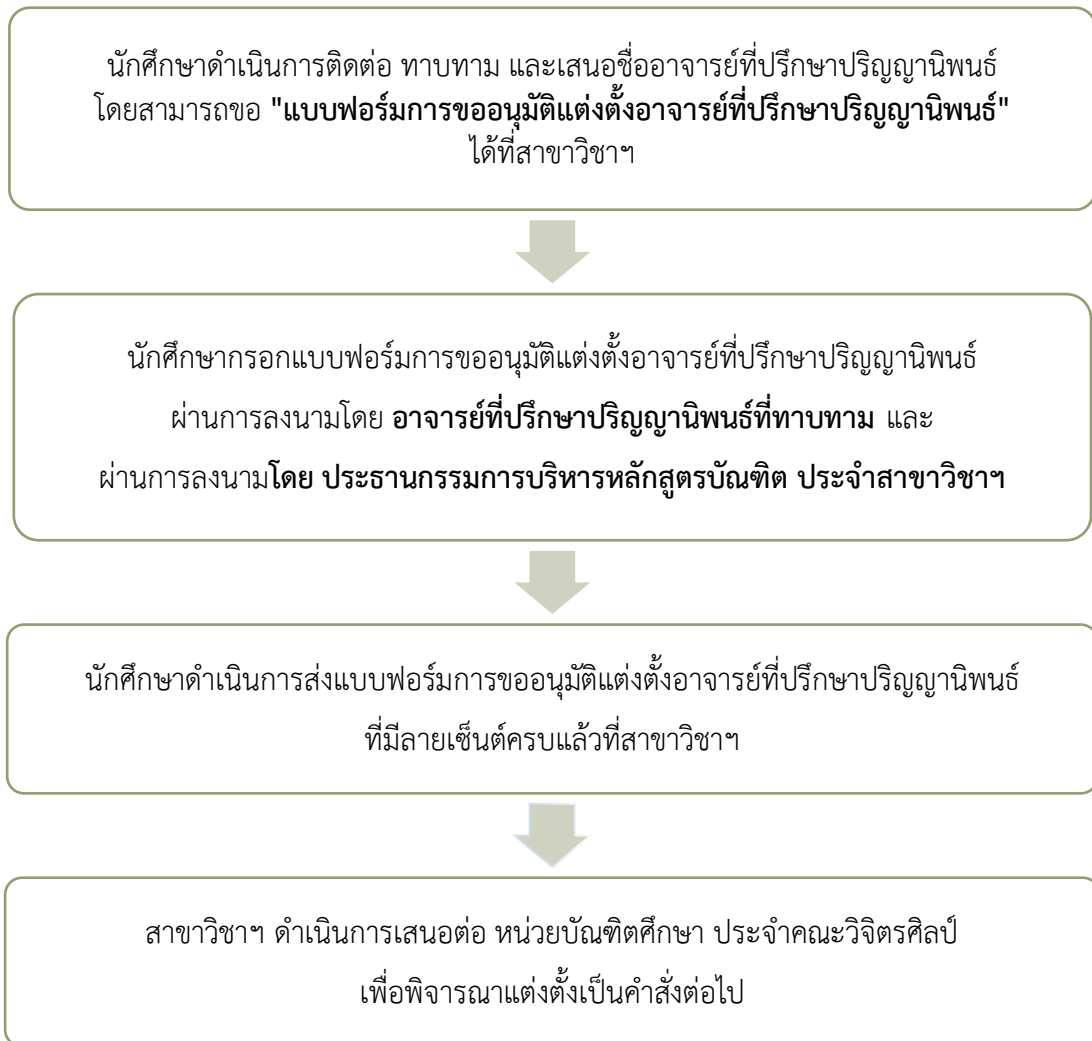 นักศึกษาดำเนินการติดต่อ ทาบทาม และเสนอชื่ออาจารย์ที่ปรึกษาปริญญานิพนธ์
โดยสามารถขอ "แบบฟอร์มการขออนุมัติแต่งตั้งอาจารย์ที่ปรึกษาปริญญานิพนธ์"
ได้ที่สาขาวิชาฯ
นักศึกษากรอกแบบฟอร์มการขออนุมัติแต่งตั้งอาจารย์ที่ปรึกษาปริญญานิพนธ์
ผ่านการลงนามโดย อาจารย์ที่ปรึกษาปริญญานิพนธ์ที่ทาบทาม และ
ผ่านการลงนามโดย ประธานกรรมการบริหารหลักสูตรบัณฑิต ประจำสาขาวิชาฯ
นักศึกษาดำเนินการส่งแบบฟอร์มการขออนุมัติแต่งตั้งอาจารย์ที่ปรึกษาปริญญานิพนธ์
ที่มีลายเซ็นต์ครบแล้วที่สาขาวิชาฯ
สาขาวิชาฯ ดำเนินการเสนอต่อ หน่วยบัณฑิตศึกษา ประจำคณะวิจิตรศิลป์
เพื่อพิจารณาแต่งตั้งเป็นคำสั่งต่อไป